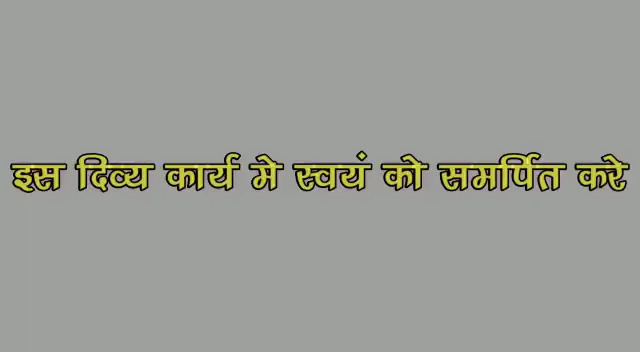 इस दिव्य कार्य मे स्वयं को समर्पित करे